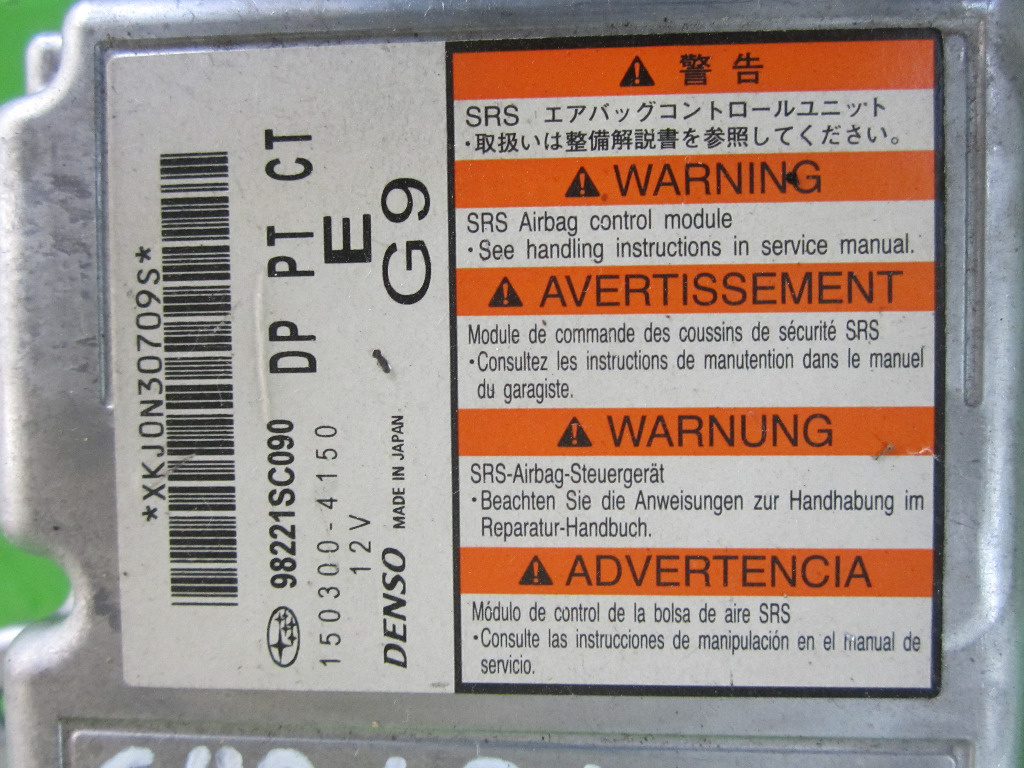 *XKJ0N30709S*
98221SC090 DP PT CT
150300-4150 E
12V
DENSO MADE IN JAPAN G9
警告
SRS エアバッグコントロールユニット
・取扱いは整備解説書を参照してください。
WARNING
SRS Airbag control module
・See handling instructions in service manual.
AVERTISSEMENT
Module de commande des coussins de sécurité SRS
・Consultez les instructions de manutention dans le manuel
du garagiste.
WARNUNG
SRS-Airbag-Steuergerät
・Beachten Sie die Anweisungen zur Handhabung im
Reparatur-Handbuch.
ADVERTENCIA
Módulo de control de la bolsa de aire SRS
・Consulte las instrucciones de manipulación en el manual de
servicio.